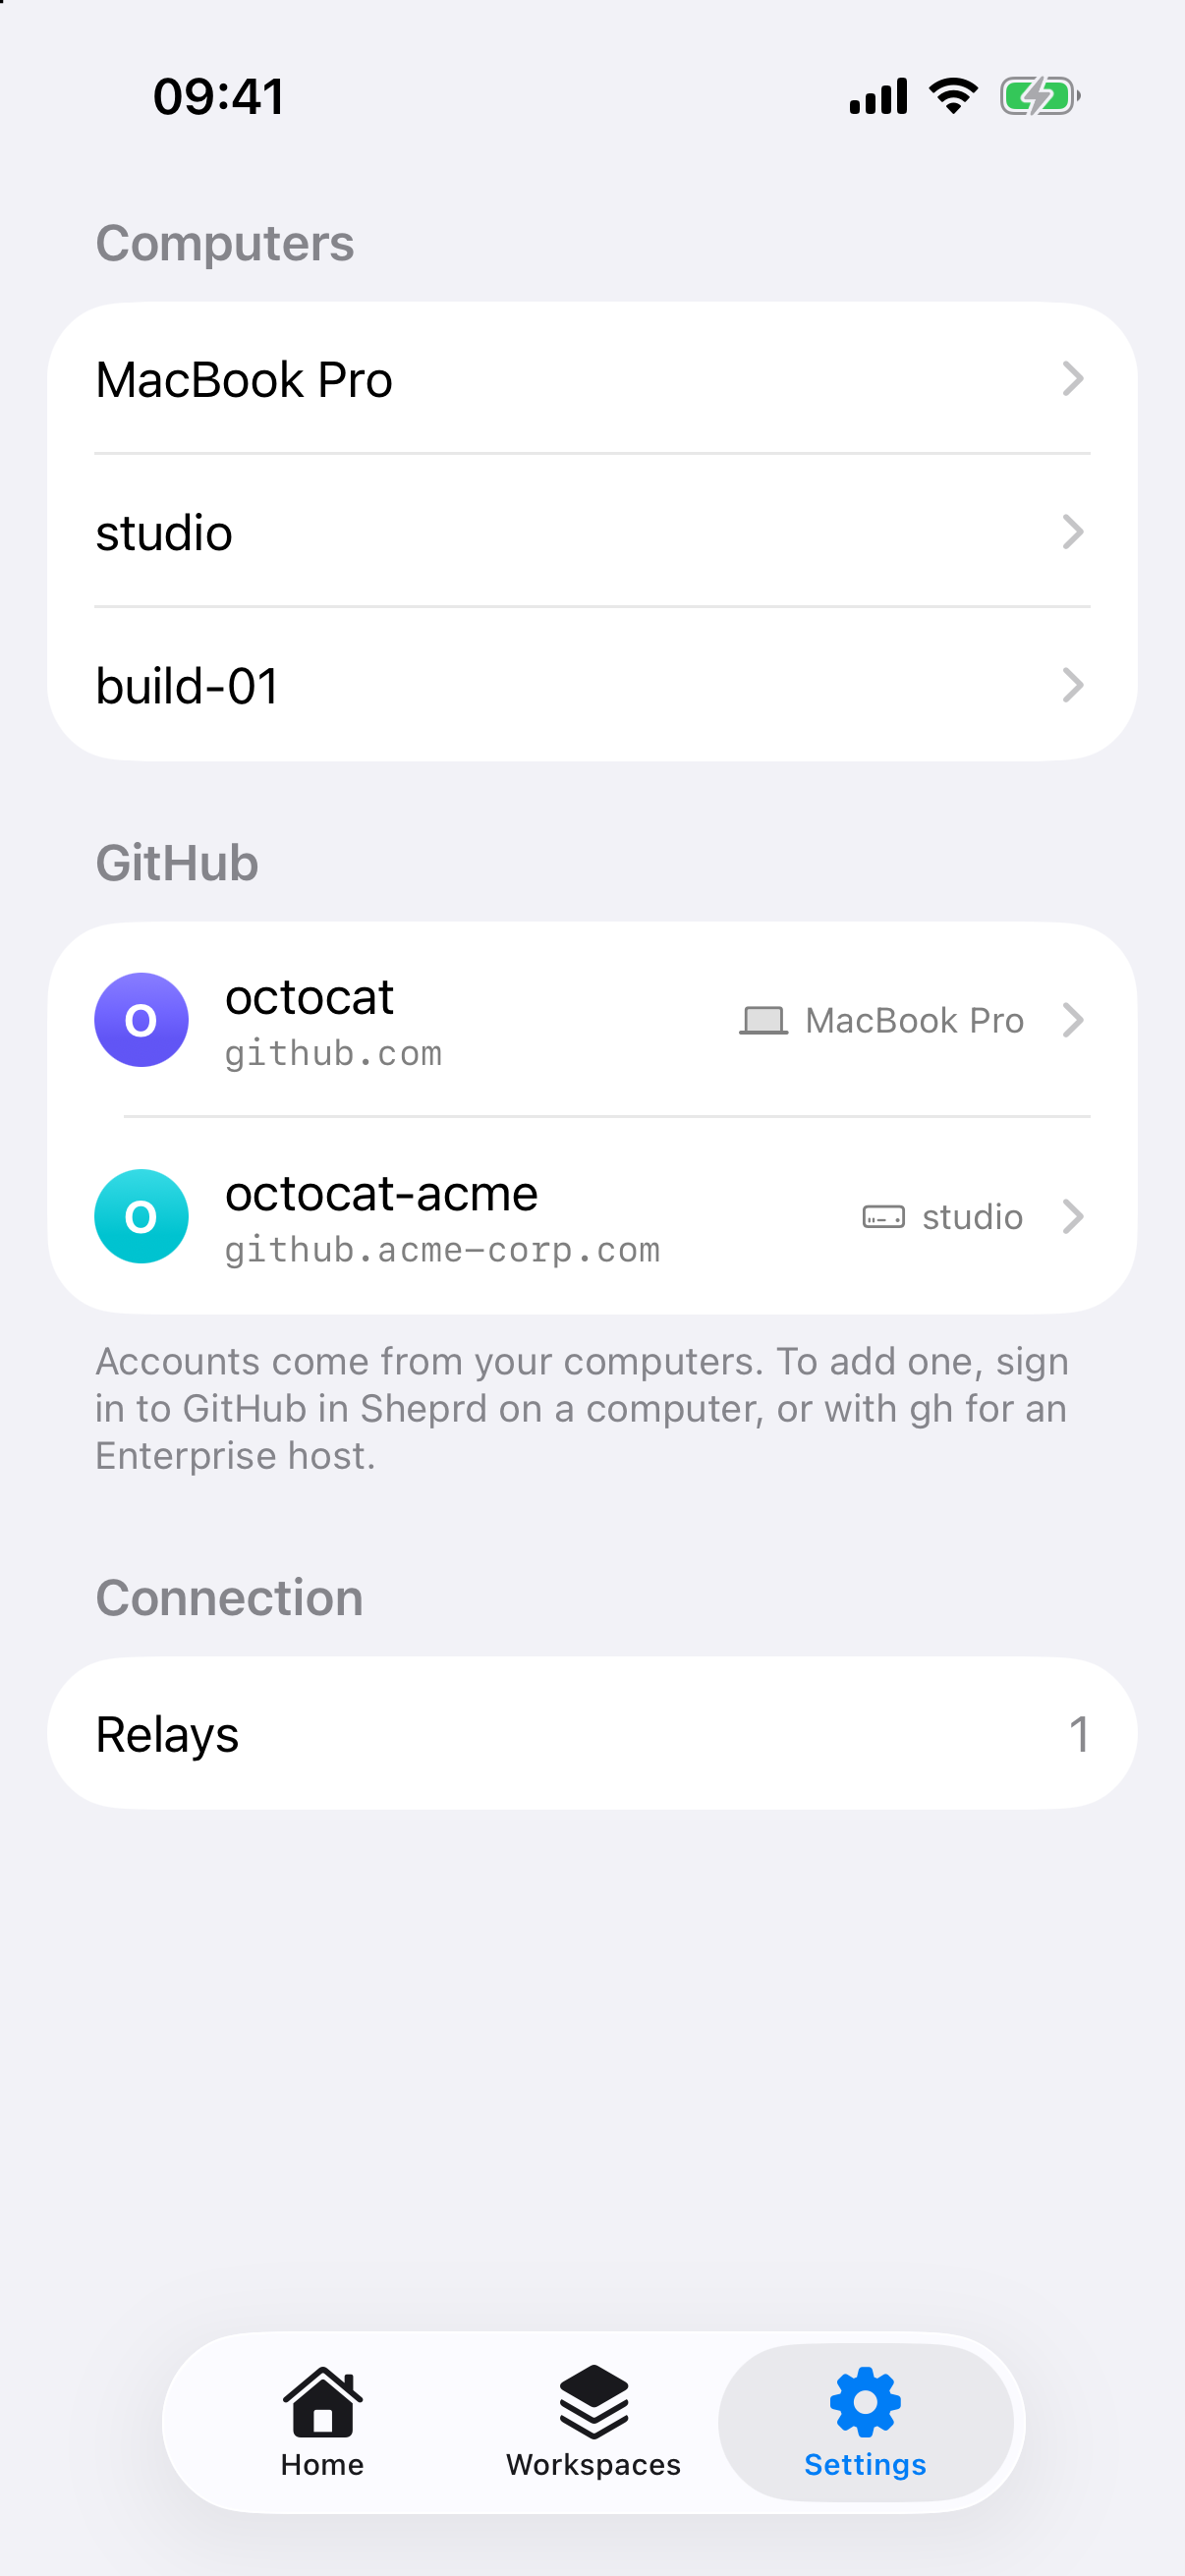 09:41
Computers
MacBook Pro
studio
build-01
GitHub
O
octocat
github.com
MacBook Pro
O
octocat-acme
github.acme-corp.com
studio
Accounts come from your computers. To add one, sign
in to GitHub in Sheprd on a computer, or with gh for an
Enterprise host.
Connection
Relays
1
Home
Workspaces
Settings